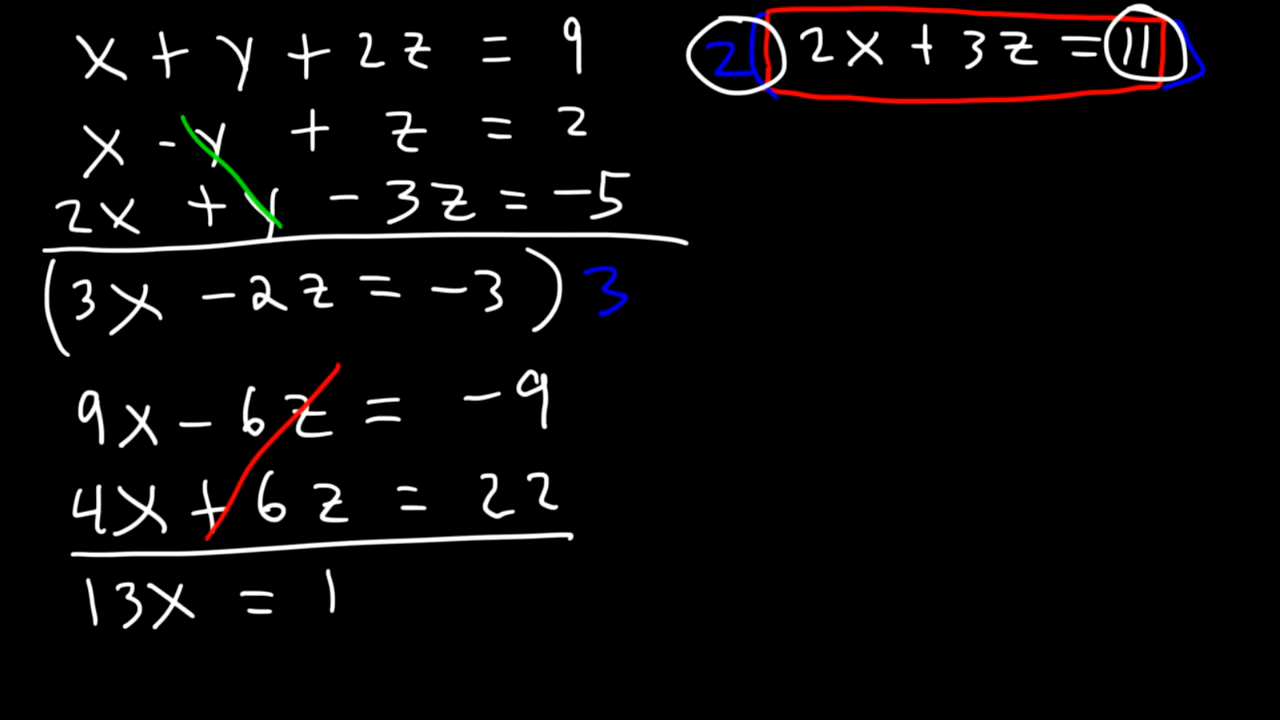 x + y + 2z = 9
x - y + z = 2
2x + y - 3z = -5
(3x - 2z = -3) 3
9x - 6z = -9
4x + 6z = 22
13x = 1
2(2x + 3z = 11)